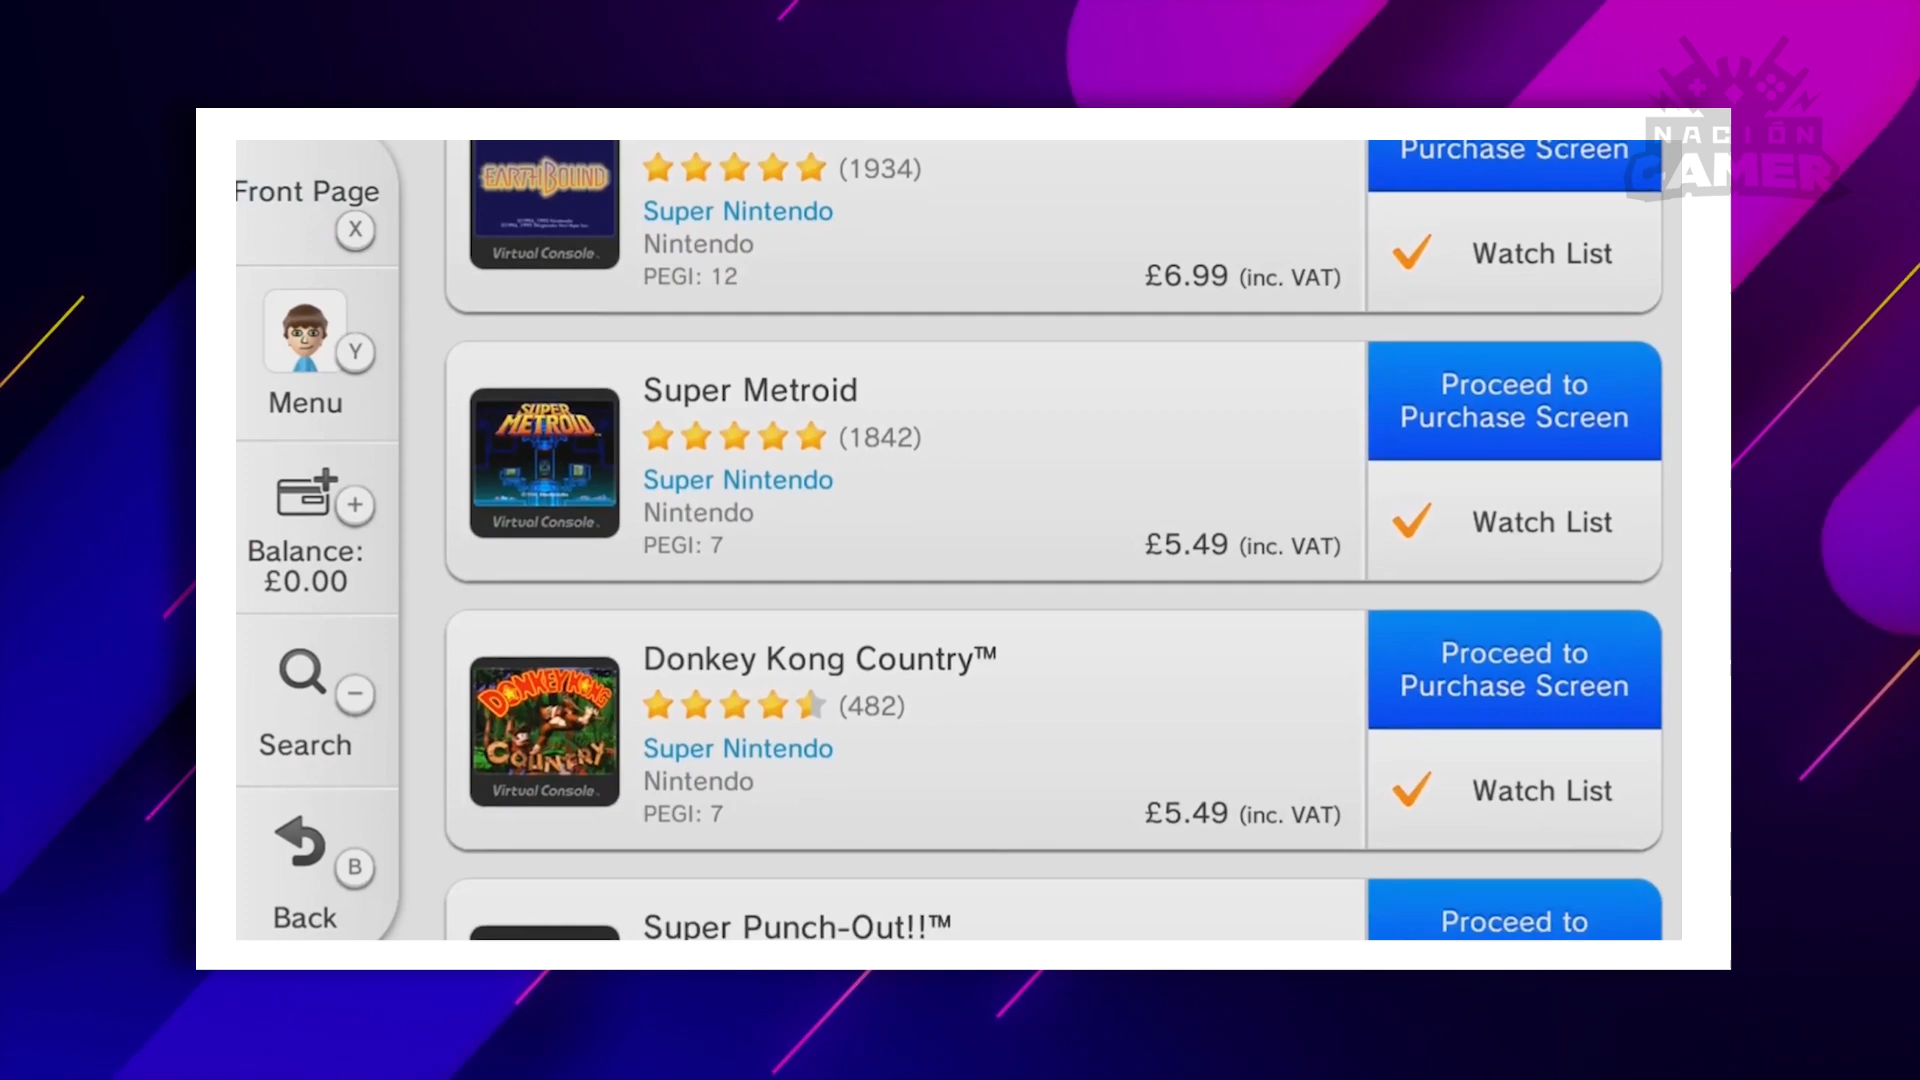 NACIÓN
GAMER
Front Page
X
Y
Menu
+
Balance:
£0.00
−
Search
B
Back
EARTHBOUND
Virtual Console.
(1934)
Super Nintendo
Nintendo
PEGI: 12
£6.99 (inc. VAT)
Purchase Screen
Watch List
SUPER
METROID
Virtual Console.
Super Metroid
(1842)
Super Nintendo
Nintendo
PEGI: 7
£5.49 (inc. VAT)
Proceed to
Purchase Screen
Watch List
DONKEY KONG
COUNTRY
Virtual Console.
Donkey Kong Country™
(482)
Super Nintendo
Nintendo
PEGI: 7
£5.49 (inc. VAT)
Proceed to
Purchase Screen
Watch List
Super Punch-Out!!™
Proceed to